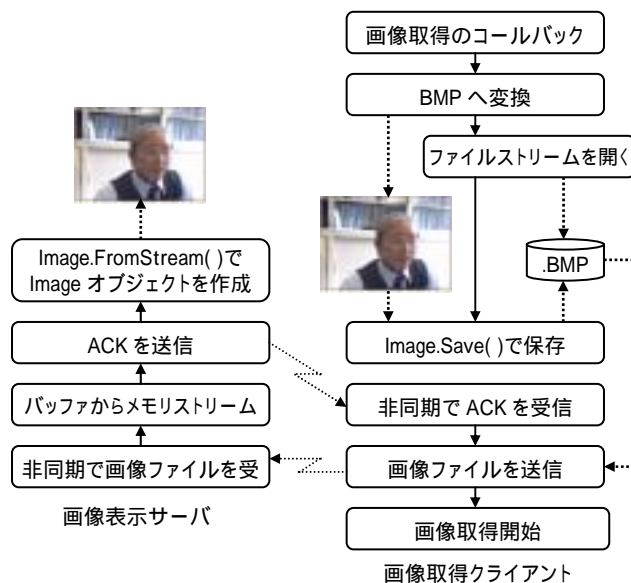 画像取得のコールバック
BMP へ変換
ファイルストリームを開く
.BMP
Image.Save( )で保存
非同期で ACK を受信
画像ファイルを送信
画像取得開始
画像取得クライアント
Image.FromStream( )で
Image オブジェクトを作成
ACK を送信
バッファからメモリストリーム
非同期で画像ファイルを受
画像表示サーバ